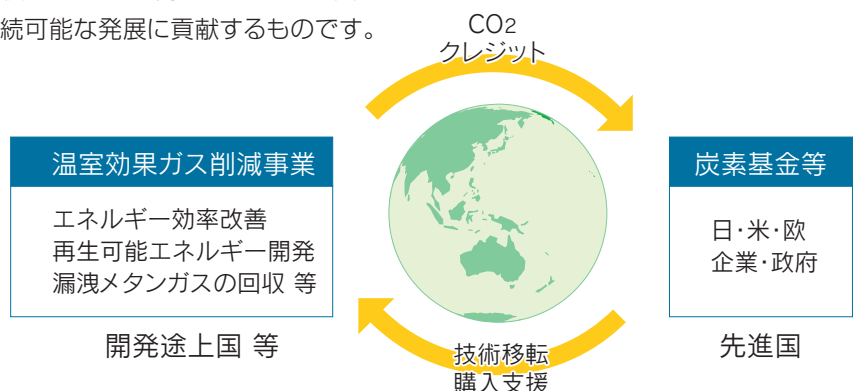 続可能な発展に貢献するものです。
CO2
クレジット
温室効果ガス削減事業
エネルギー効率改善
再生可能エネルギー開発
漏洩メタンガスの回収 等
開発途上国 等
炭素基金等
日・米・欧
企業・政府
先進国
技術移転
購入支援